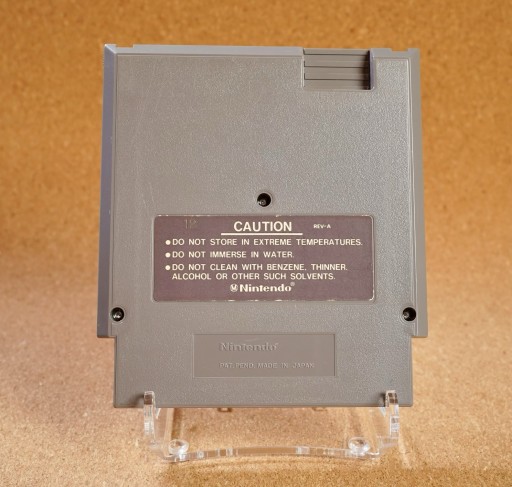 12
CAUTION REV-A
●DO NOT STORE IN EXTREME TEMPERATURES.
●DO NOT IMMERSE IN WATER.
●DO NOT CLEAN WITH BENZENE, THINNER,
ALCOHOL OR OTHER SUCH SOLVENTS.
Ⓜ Nintendo®
Nintendo®
PAT. PEND. MADE IN JAPAN